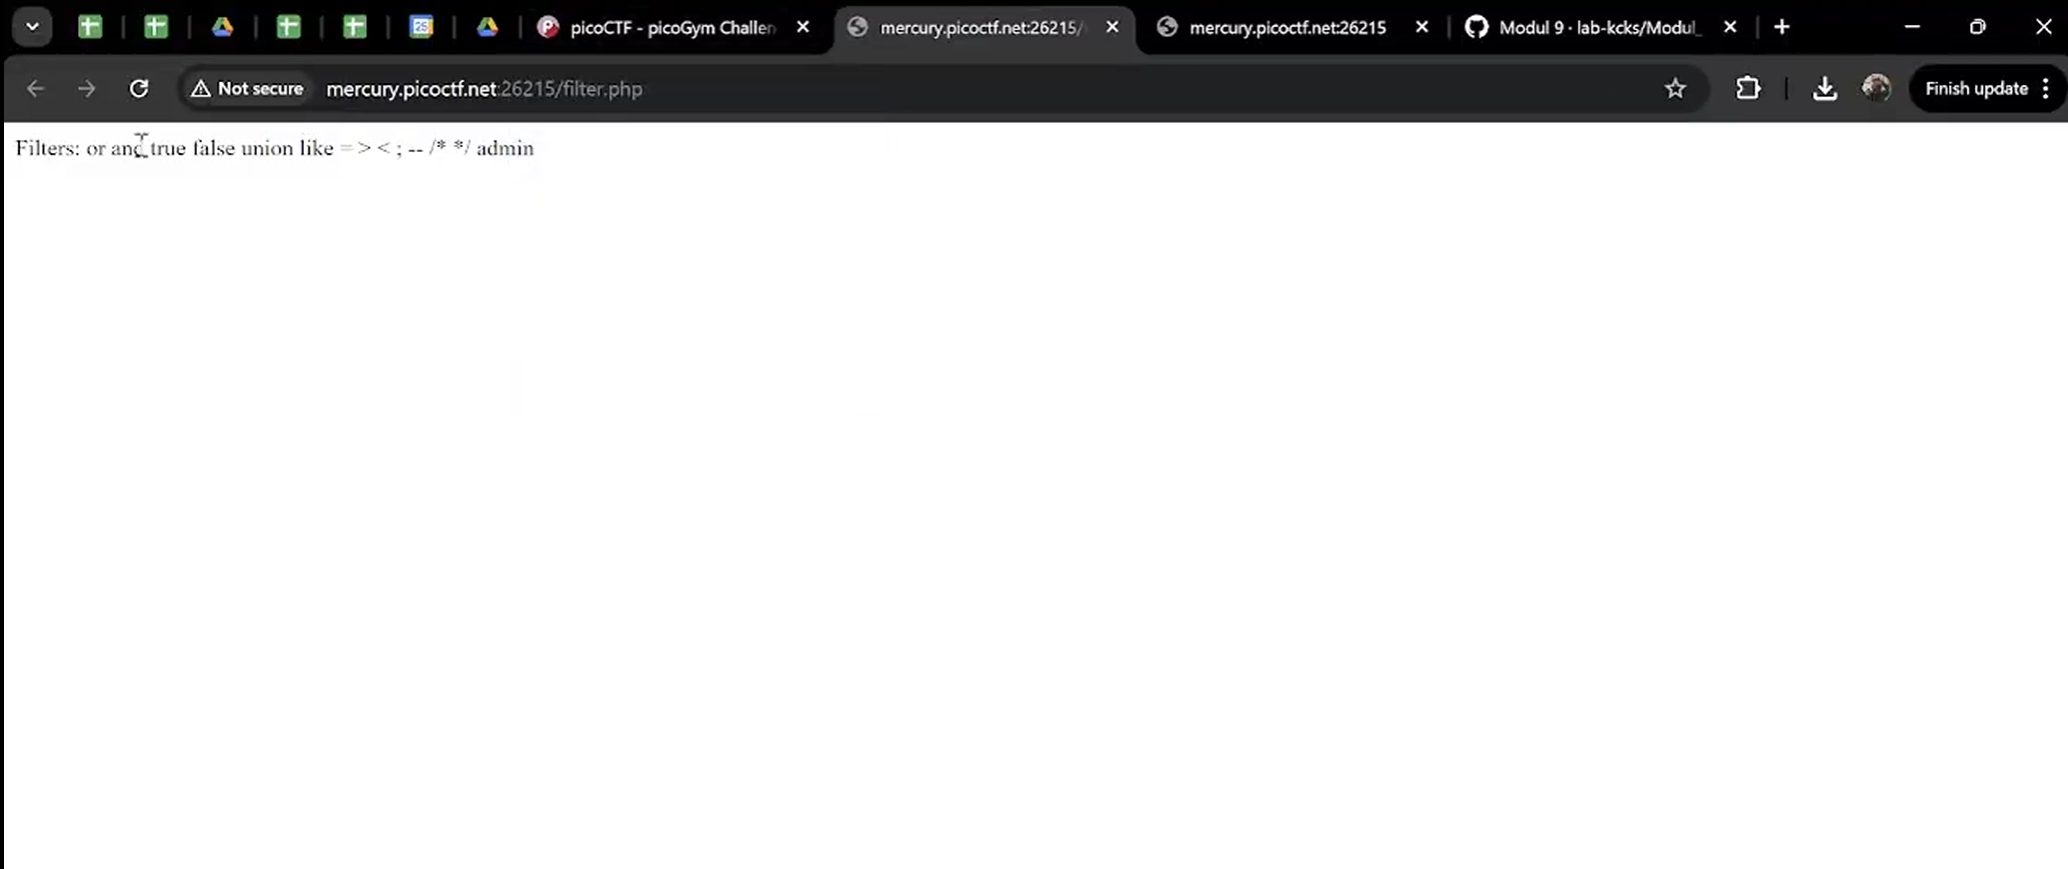 picoCTF - picoGym Challen
mercury.picoctf.net:26215/
mercury.picoctf.net:26215
Modul 9 · lab-kcks/Modul_
Not secure
mercury.picoctf.net:26215/filter.php
Finish update
Filters: or and true false union like = > < ; -- /* */ admin